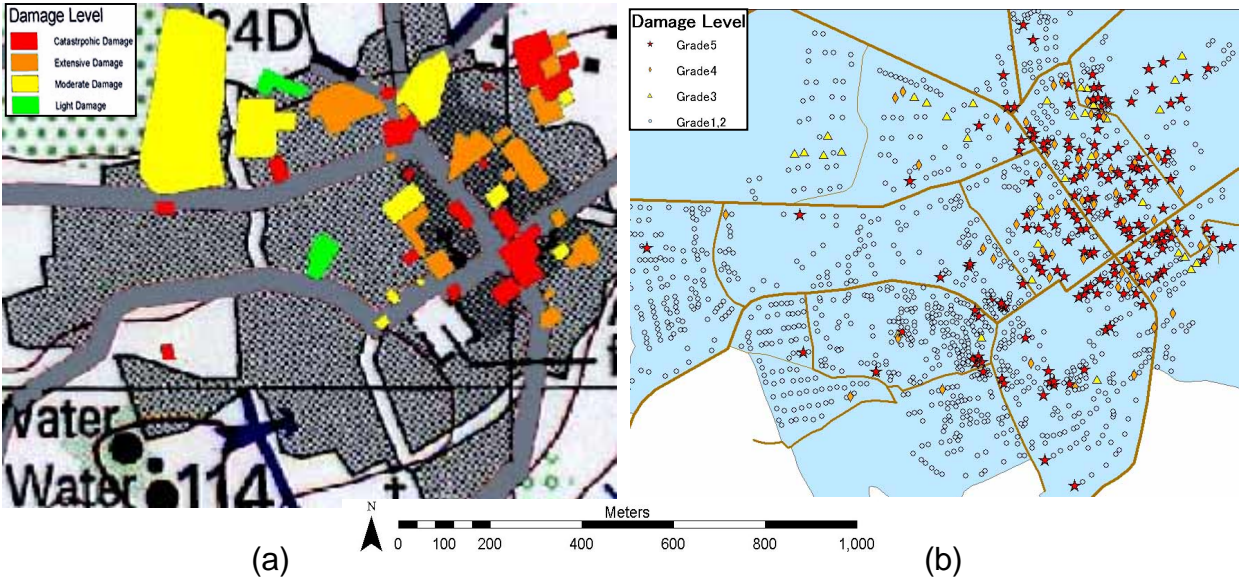 Damage Level
Catastrpohic Damage
Extensive Damage
Moderate Damage
Light Damage
24D
Water
Water
114
Damage Level
Grade5
Grade4
Grade3
Grade1,2
N
Meters
0 100 200 400 600 800 1,000
(a)
(b)